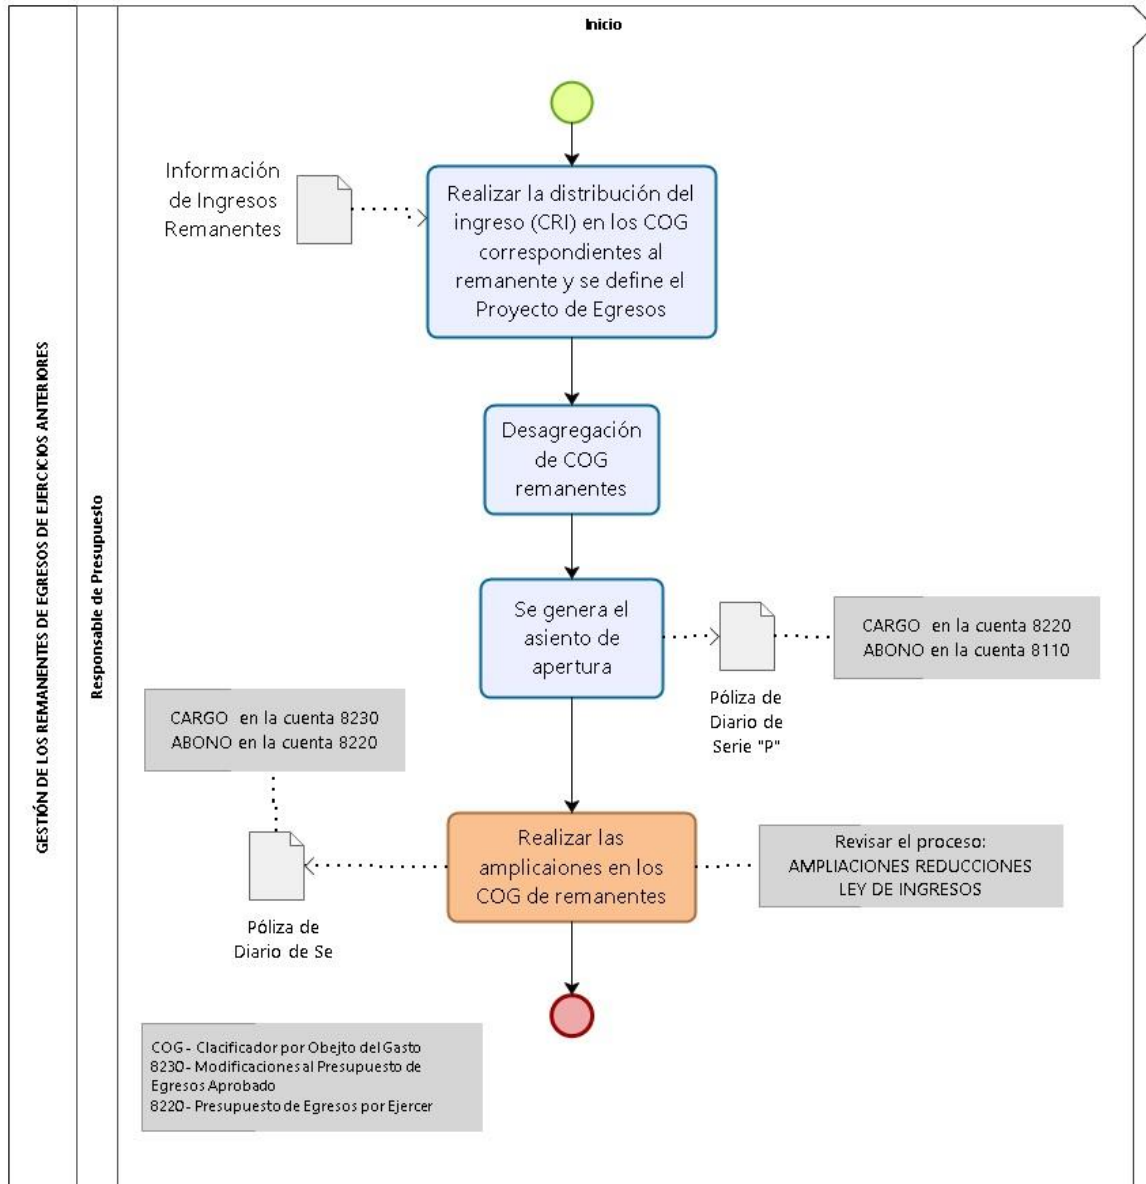 GESTIÓN DE LOS REMANENTES DE EGRESOS DE EJERCICIOS ANTERIORES
Responsable de Presupuesto
Inicio
Información
de Ingresos
Remanentes
Realizar la distribución del
ingreso (CRI) en los COG
correspondientes al
remanente y se define el
Proyecto de Egresos
Desagregación
de COG
remanentes
Se genera el
asiento de
apertura
Póliza de
Diario de
Serie "P"
CARGO en la cuenta 8220
ABONO en la cuenta 8110
CARGO en la cuenta 8230
ABONO en la cuenta 8220
Realizar las
amplicaiones en los
COG de remanentes
Póliza de
Diario de Se
Revisar el proceso:
AMPLIACIONES REDUCCIONES
LEY DE INGRESOS
COG - Clacificador por Obejto del Gasto
8230- Modificaciones al Presupuesto de
Egresos Aprobado
8220- Presupuesto de Egresos por Ejercer